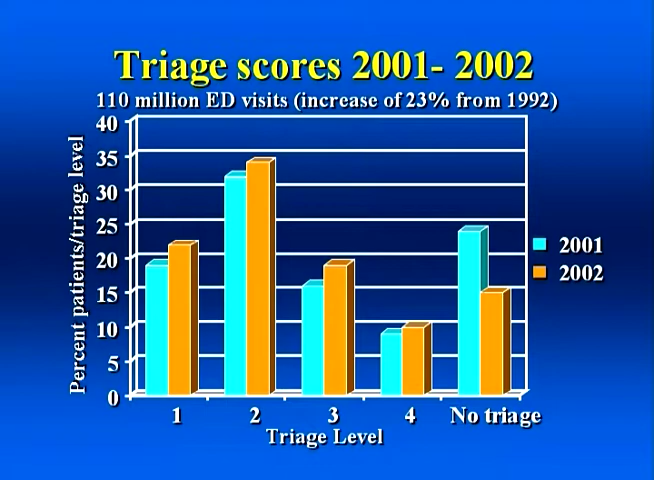 Triage scores 2001- 2002
110 million ED visits (increase of 23% from 1992)
Percent patients/triage level
40
35
30
25
20
15
10
5
0
1 2 3 4 No triage
Triage Level
2001
2002